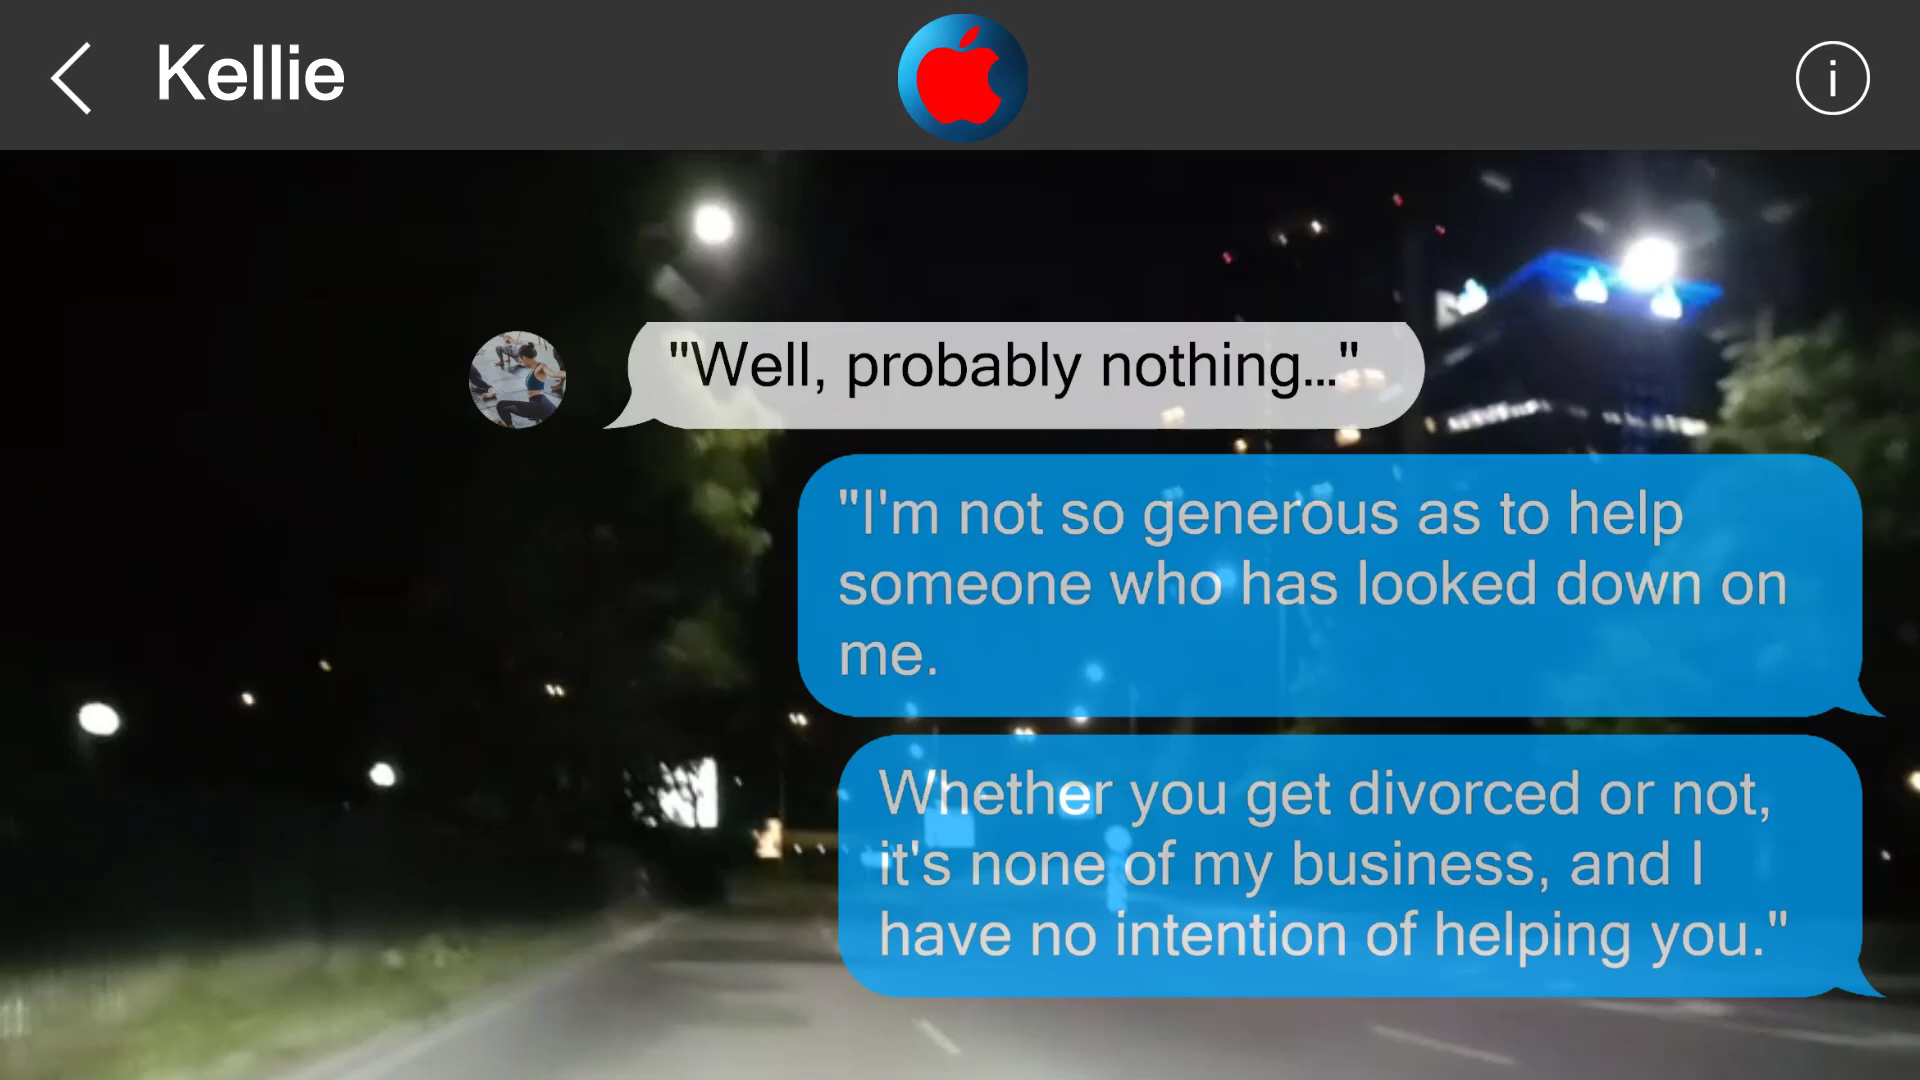 Kellie
i
"Well, probably nothing..."
"I'm not so generous as to help
someone who has looked down on
me.
Whether you get divorced or not,
it's none of my business, and I
have no intention of helping you."